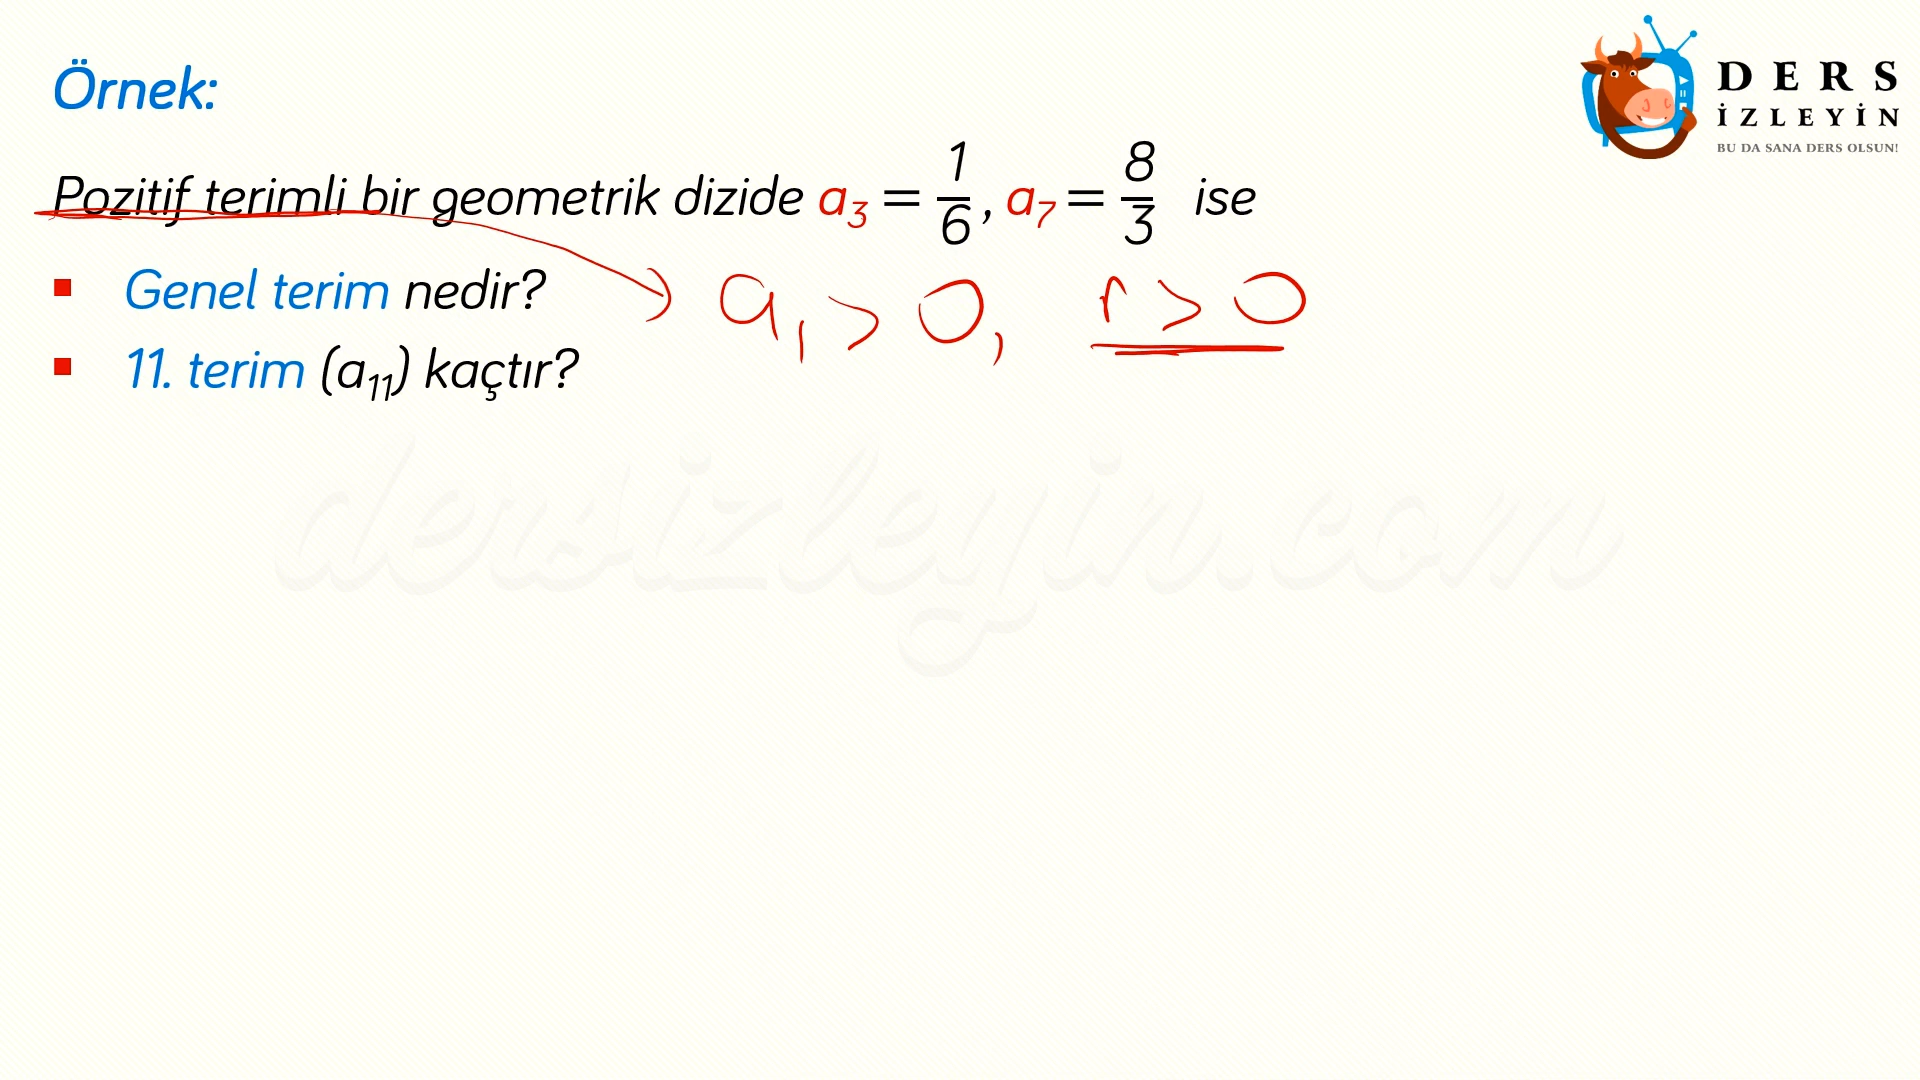 Örnek:
DERS
İZLEYİN
BU DA SANA DERS OLSUN!
Pozitif terimli bir geometrik dizide a₃ = 1/6, a₇ = 8/3 ise
▪ Genel terim nedir?
a₁ > 0, r > 0
▪ 11. terim (a₁₁) kaçtır?
dersizleyin.com